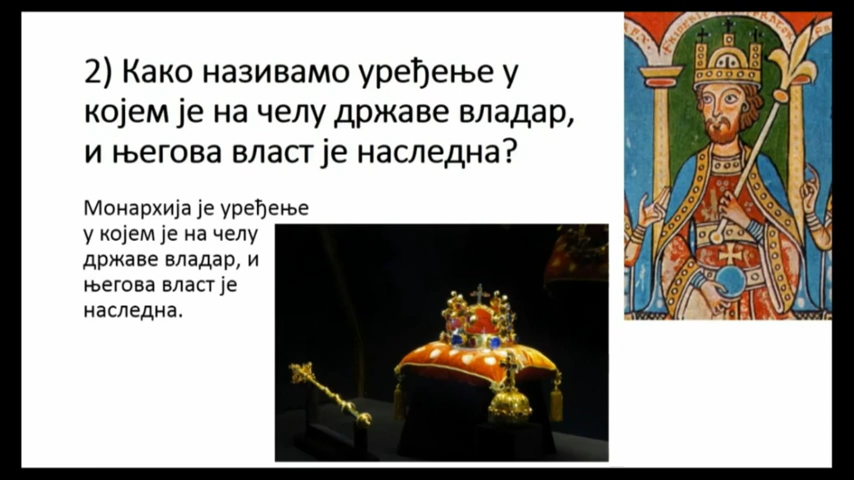 2) Како називамо уређење у
којем је на челу државе владар,
и његова власт је наследна?
Монархија је уређење
у којем је на челу
државе владар, и
његова власт је
наследна.